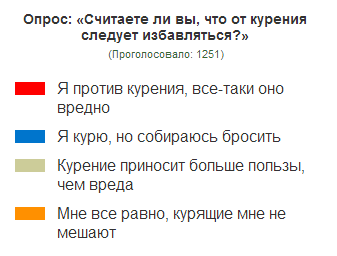 Опрос: «Считаете ли вы, что от курения
следует избавляться?»
(Проголосовало: 1251)
Я против курения, все-таки оно
вредно
Я курю, но собираюсь бросить
Курение приносит больше пользы,
чем вреда
Мне все равно, курящие мне не
мешают